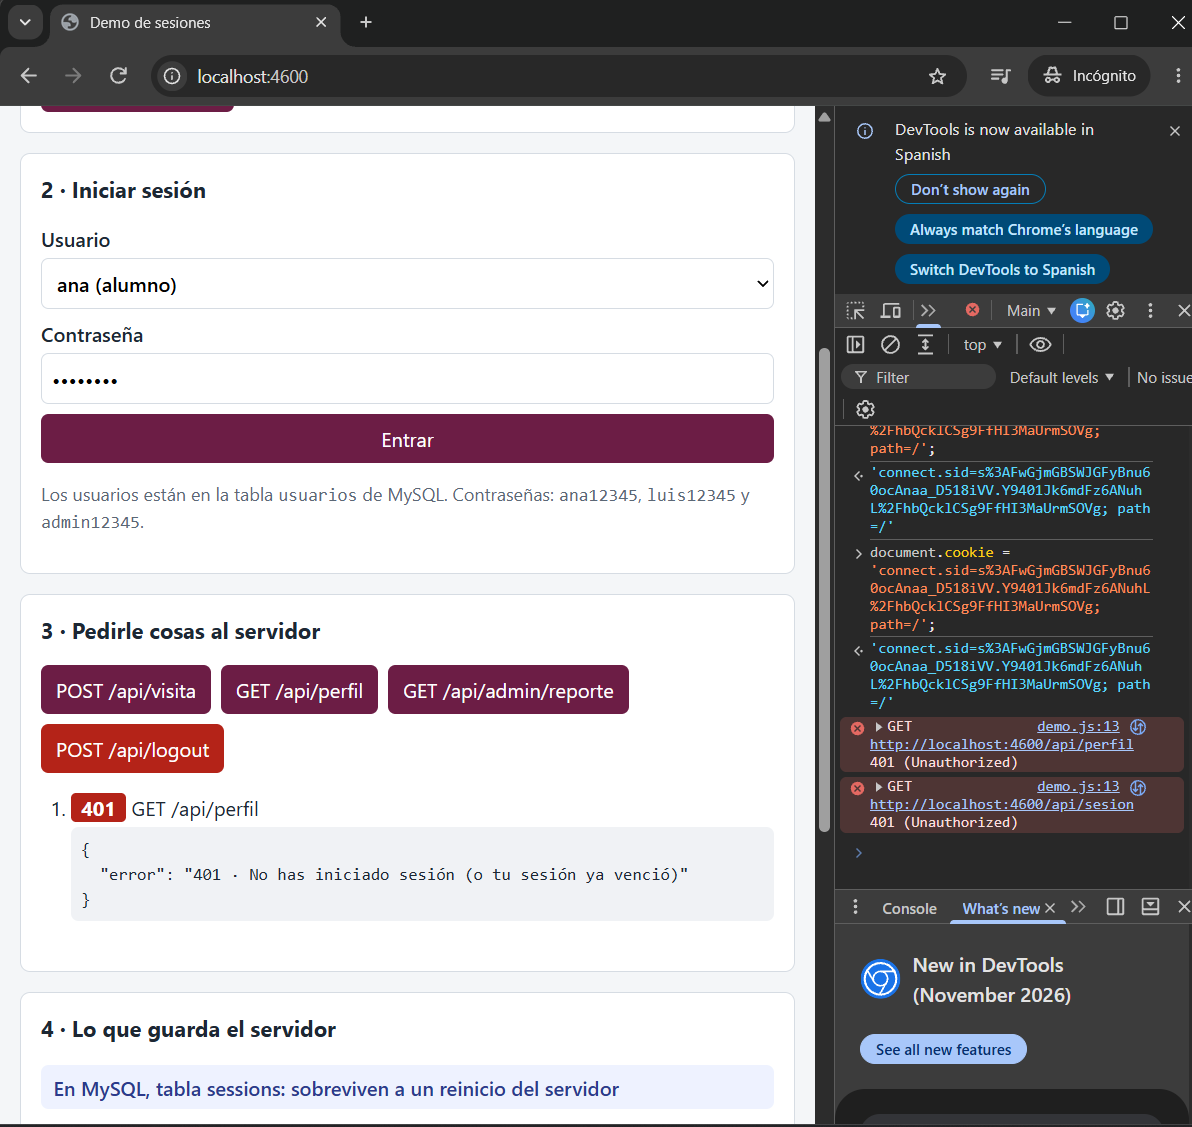 Demo de sesiones
localhost:4600
Incógnito
2 · Iniciar sesión
Usuario
ana (alumno)
Contraseña
••••••••
Entrar
Los usuarios están en la tabla usuarios de MySQL. Contraseñas: ana12345, luis12345 y
admin12345.
3 · Pedirle cosas al servidor
POST /api/visita
GET /api/perfil
GET /api/admin/reporte
POST /api/logout
1. 401 GET /api/perfil
{
"error": "401 · No has iniciado sesión (o tu sesión ya venció)"
}
4 · Lo que guarda el servidor
En MySQL, tabla sessions: sobreviven a un reinicio del servidor
DevTools is now available in
Spanish
Don't show again
Always match Chrome's language
Switch DevTools to Spanish
Main
top
Filter
Default levels
No issue
%2FhbQcklCSg9FfHI3MaUrmSOVg;
path=/';
'connect.sid=s%3AFwGjmGBSWJGFyBnu6
0ocAnaa_D518iVV.Y9401Jk6mdFz6ANuh
L%2FhbQcklCSg9FfHI3MaUrmSOVg; path
=/'
document.cookie =
'connect.sid=s%3AFwGjmGBSWJGFyBnu6
0ocAnaa_D518iVV.Y9401Jk6mdFz6ANuhL
%2FhbQcklCSg9FfHI3MaUrmSOVg;
path=/';
'connect.sid=s%3AFwGjmGBSWJGFyBnu6
0ocAnaa_D518iVV.Y9401Jk6mdFz6ANuh
L%2FhbQcklCSg9FfHI3MaUrmSOVg; path
=/'
GET demo.js:13
http://localhost:4600/api/perfil
401 (Unauthorized)
GET demo.js:13
http://localhost:4600/api/sesion
401 (Unauthorized)
Console
What's new
New in DevTools
(November 2026)
See all new features